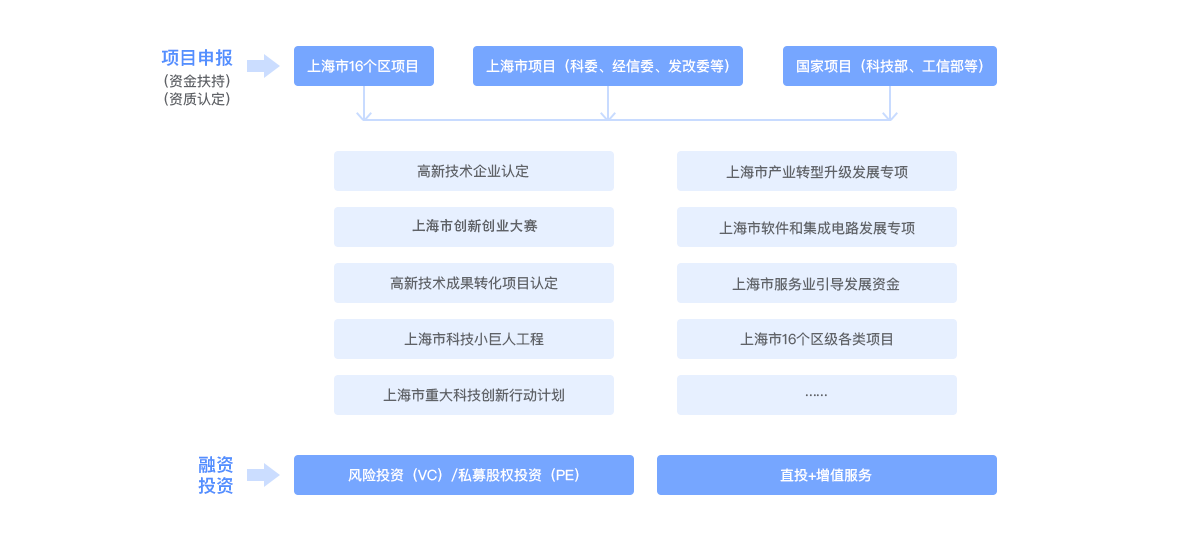 项目申报
(资金扶持)
(资质认定)
上海市16个区项目
上海市项目（科委、经信委、发改委等）
国家项目（科技部、工信部等）
高新技术企业认定
上海市产业转型升级发展专项
上海市创新创业大赛
上海市软件和集成电路发展专项
高新技术成果转化项目认定
上海市服务业引导发展资金
上海市科技小巨人工程
上海市16个区级各类项目
上海市重大科技创新行动计划
……
融资
投资
风险投资（VC）/私募股权投资（PE）
直投+增值服务